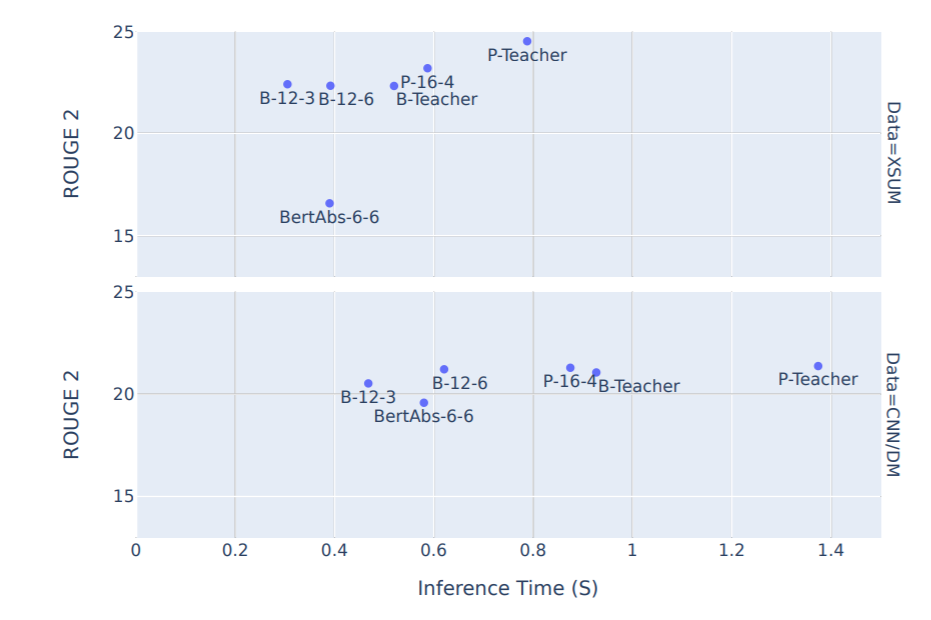 25
P-Teacher
P-16-4
B-12-3
B-12-6
B-Teacher
20
ROUGE 2
Data=XSUM
BertAbs-6-6
15
25
P-Teacher
P-16-4
B-12-6
B-Teacher
20
B-12-3
BertAbs-6-6
ROUGE 2
Data=CNN/DM
15
0 0.2 0.4 0.6 0.8 1 1.2 1.4
Inference Time (S)